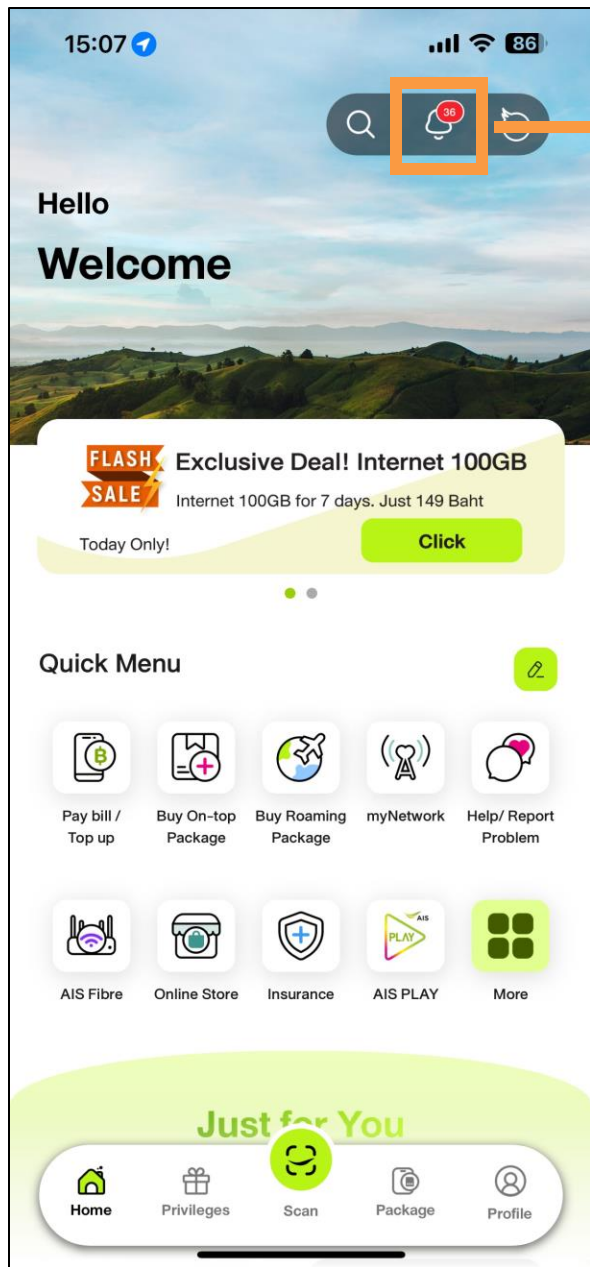 15:07
86
36
Hello
Welcome
FLASH
SALE
Exclusive Deal! Internet 100GB
Internet 100GB for 7 days. Just 149 Baht
Today Only!
Click
Quick Menu
Pay bill /
Top up
Buy On-top
Package
Buy Roaming
Package
myNetwork
Help/ Report
Problem
AIS
PLAY
AIS Fibre
Online Store
Insurance
AIS PLAY
More
Just for You
Home
Privileges
Scan
Package
Profile